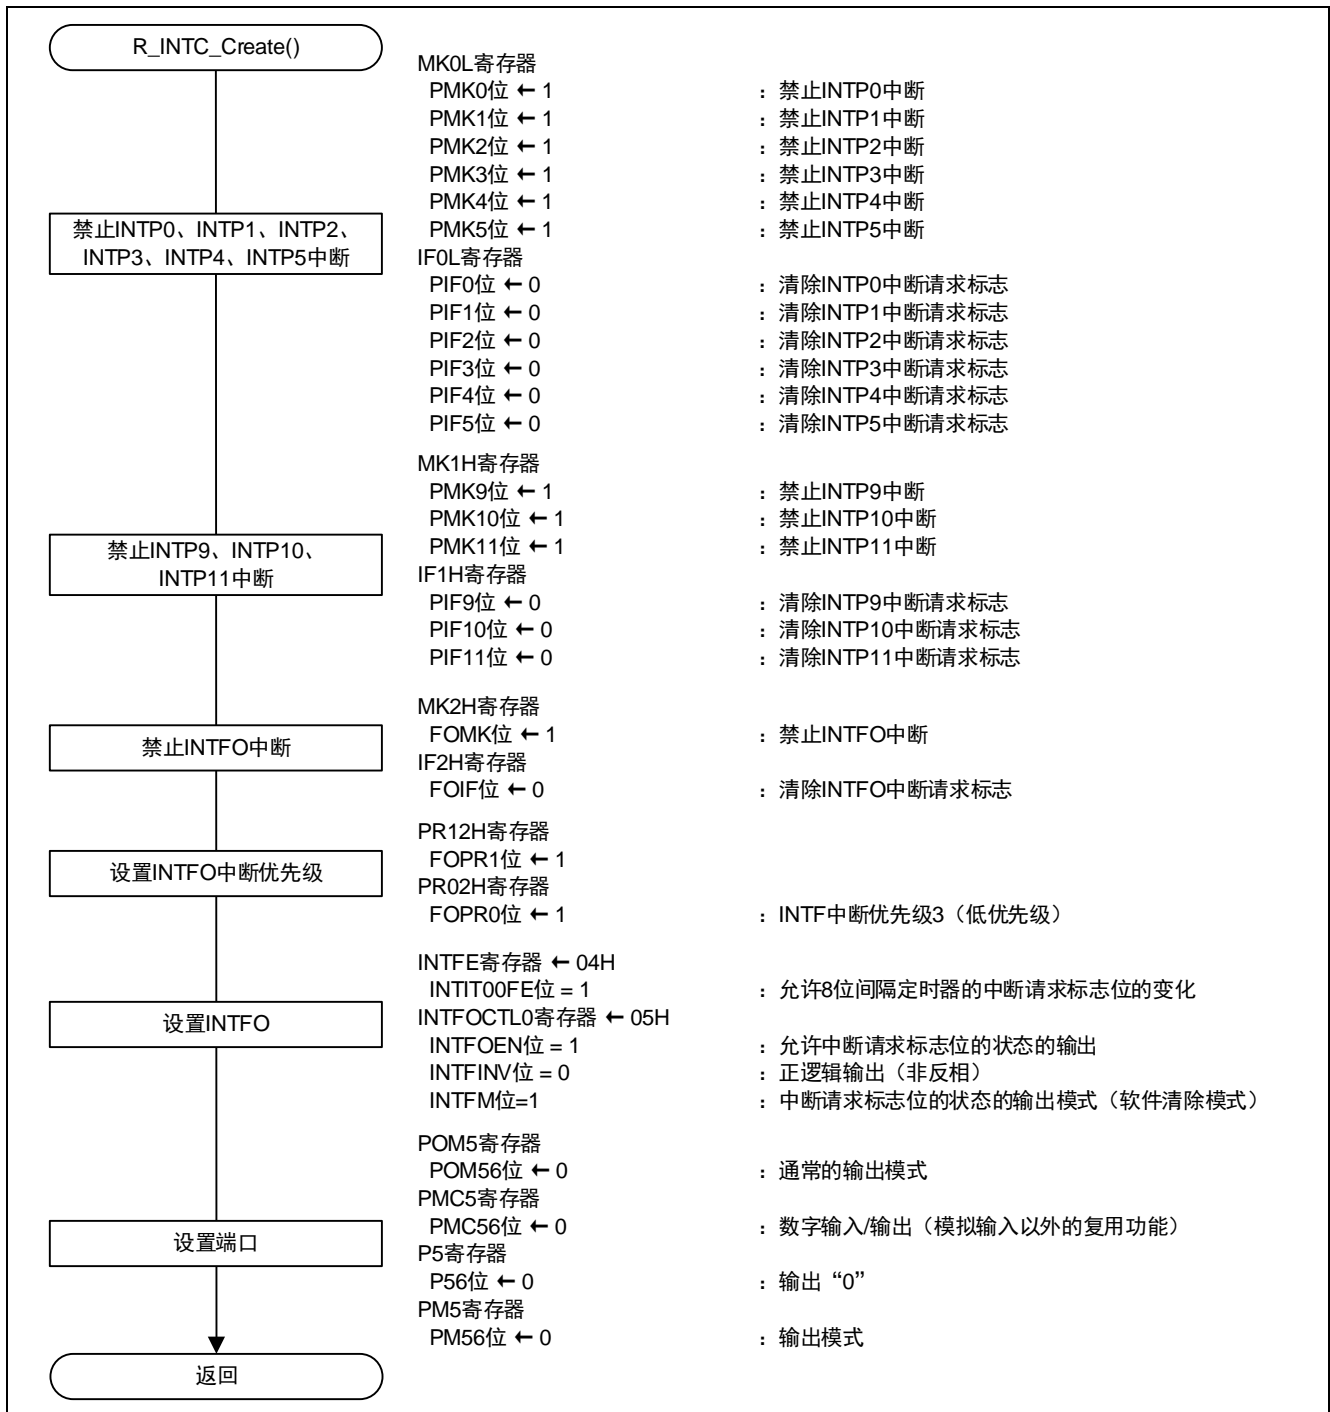 R_INTC_Create()
MK0L寄存器
PMK0位 ← 1 ：禁止INTP0中断
PMK1位 ← 1 ：禁止INTP1中断
PMK2位 ← 1 ：禁止INTP2中断
PMK3位 ← 1 ：禁止INTP3中断
PMK4位 ← 1 ：禁止INTP4中断
PMK5位 ← 1 ：禁止INTP5中断
禁止INTP0、INTP1、INTP2、
INTP3、INTP4、INTP5中断
IF0L寄存器
PIF0位 ← 0 ：清除INTP0中断请求标志
PIF1位 ← 0 ：清除INTP1中断请求标志
PIF2位 ← 0 ：清除INTP2中断请求标志
PIF3位 ← 0 ：清除INTP3中断请求标志
PIF4位 ← 0 ：清除INTP4中断请求标志
PIF5位 ← 0 ：清除INTP5中断请求标志
MK1H寄存器
PMK9位 ← 1 ：禁止INTP9中断
PMK10位 ← 1 ：禁止INTP10中断
PMK11位 ← 1 ：禁止INTP11中断
禁止INTP9、INTP10、
INTP11中断
IF1H寄存器
PIF9位 ← 0 ：清除INTP9中断请求标志
PIF10位 ← 0 ：清除INTP10中断请求标志
PIF11位 ← 0 ：清除INTP11中断请求标志
MK2H寄存器
FOMK位 ← 1 ：禁止INTFO中断
禁止INTFO中断
IF2H寄存器
FOIF位 ← 0 ：清除INTFO中断请求标志
PR12H寄存器
FOPR1位 ← 1
设置INTFO中断优先级
PR02H寄存器
FOPR0位 ← 1 ：INTF中断优先级3（低优先级）
INTFE寄存器 ← 04H
INTIT00FE位 = 1 ：允许8位间隔定时器的中断请求标志位的变化
设置INTFO
INTFOCTL0寄存器 ← 05H
INTFOEN位 = 1 ：允许中断请求标志位的状态的输出
INTFINV位 = 0 ：正逻辑输出（非反相）
INTFM位=1 ：中断请求标志位的状态的输出模式（软件清除模式）
POM5寄存器
POM56位 ← 0 ：通常的输出模式
PMC5寄存器
PMC56位 ← 0 ：数字输入/输出（模拟输入以外的复用功能）
设置端口
P5寄存器
P56位 ← 0 ：输出“0”
PM5寄存器
PM56位 ← 0 ：输出模式
返回